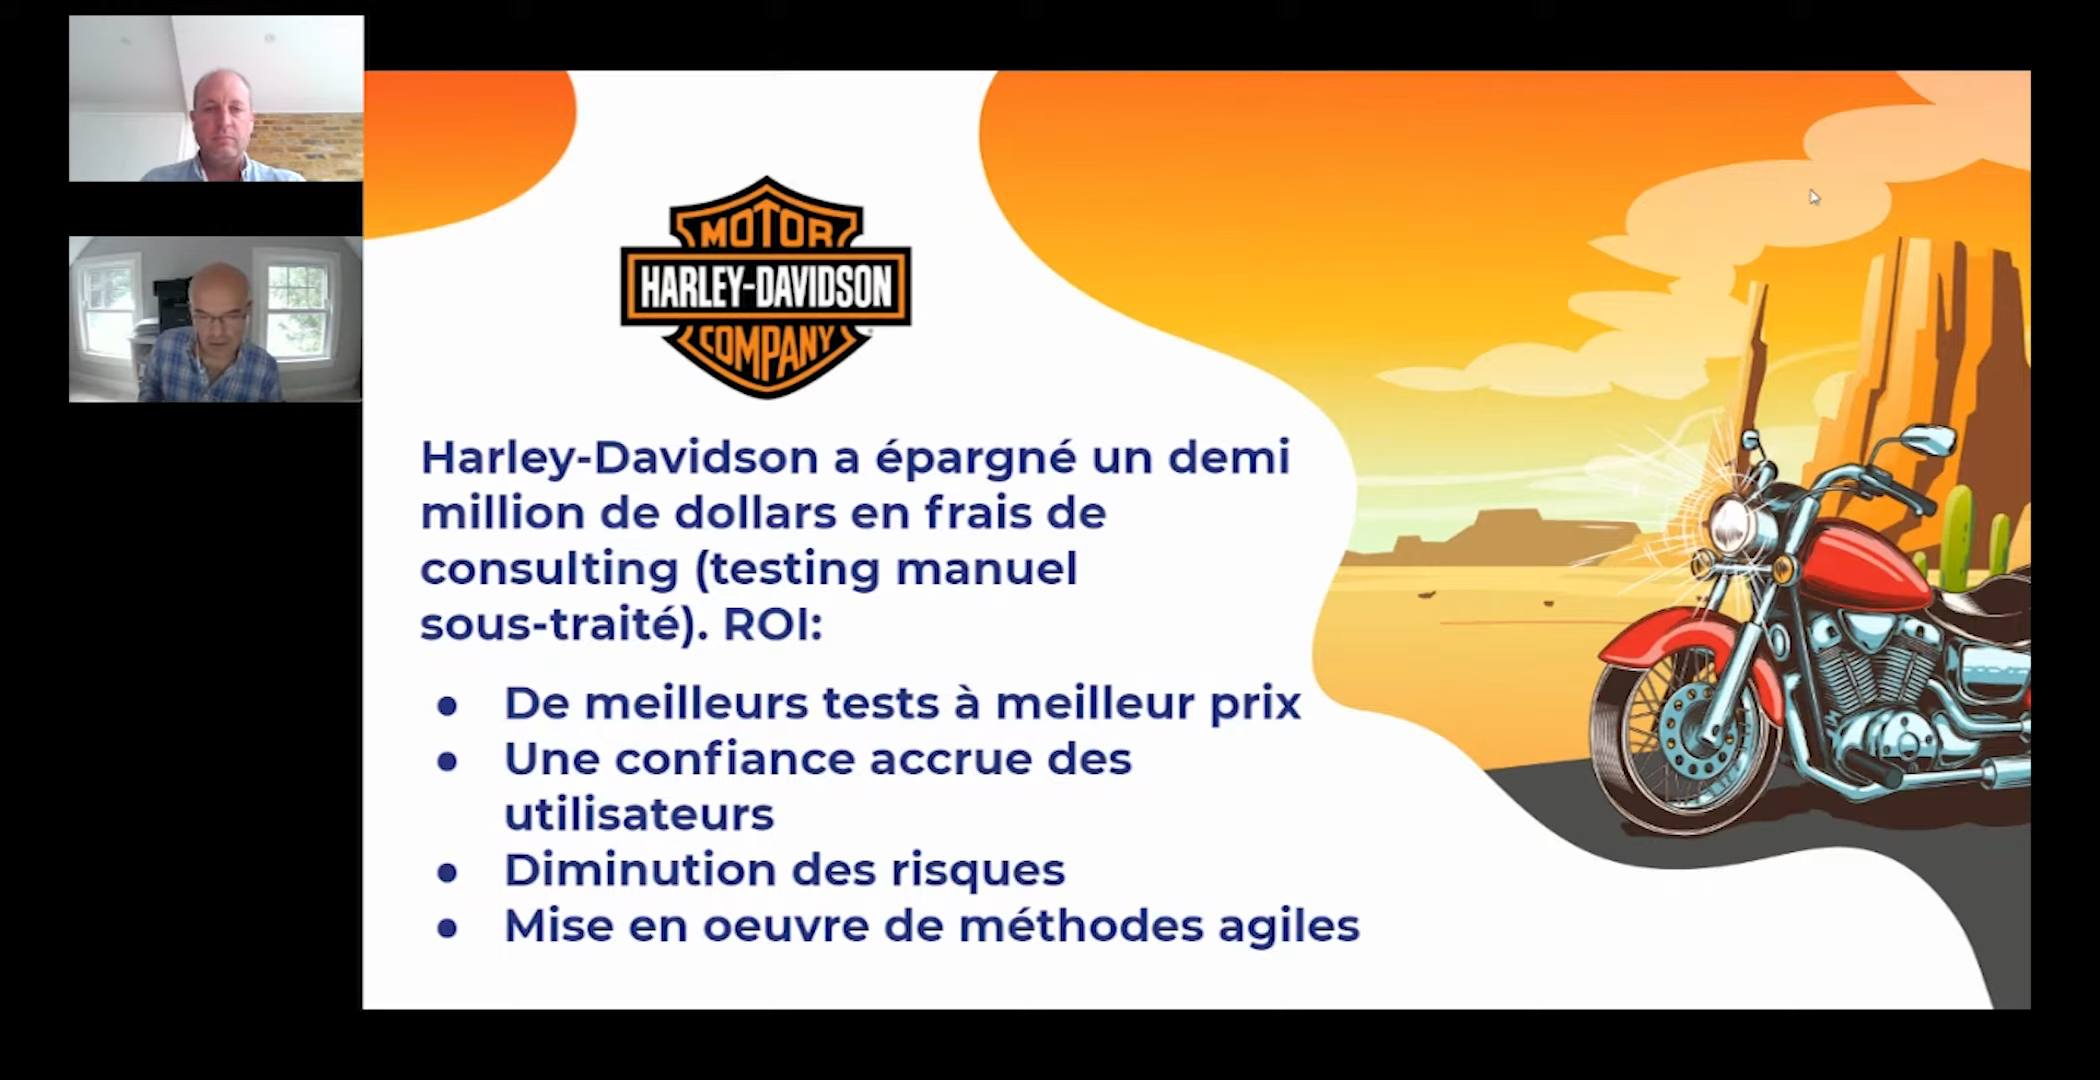 MOTOR
HARLEY-DAVIDSON
COMPANY
Harley-Davidson a épargné un demi
million de dollars en frais de
consulting (testing manuel
sous-traité). ROI:
● De meilleurs tests à meilleur prix
● Une confiance accrue des
utilisateurs
● Diminution des risques
● Mise en oeuvre de méthodes agiles